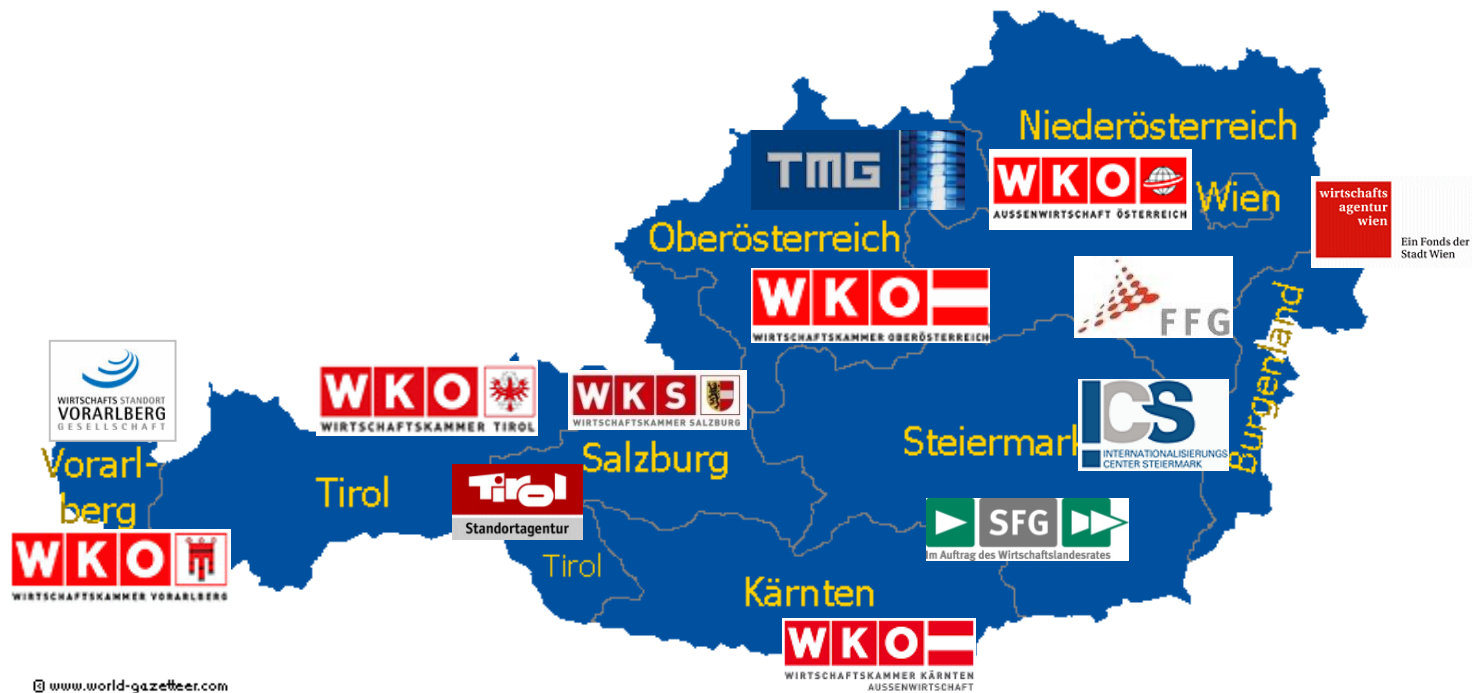 Niederösterreich
TMG
WKO
AUSSENWIRTSCHAFT ÖSTERREICH
Wien
wirtschafts
agentur
wien
Ein Fonds der
Stadt Wien
Oberösterreich
WKO
WIRTSCHAFTSKAMMER OBERÖSTERREICH
FFG
Burgenland
WIRTSCHAFTS STANDORT
VORARLBERG
GESELLSCHAFT
WKO
WIRTSCHAFTSKAMMER TIROL
WKS
WIRTSCHAFTSKAMMER SALZBURG
ICS
INTERNATIONALISIERUNGS
CENTER STEIERMARK
Steiermark
Salzburg
Vorarl-
berg
Tirol
Tirol
Standortagentur
SFG
Im Auftrag des Wirtschaftslandesrates
WKO
WIRTSCHAFTSKAMMER VORARLBERG
Tirol
Kärnten
WKO
WIRTSCHAFTSKAMMER KÄRNTEN
AUSSENWIRTSCHAFT
© www.world-gazetteer.com